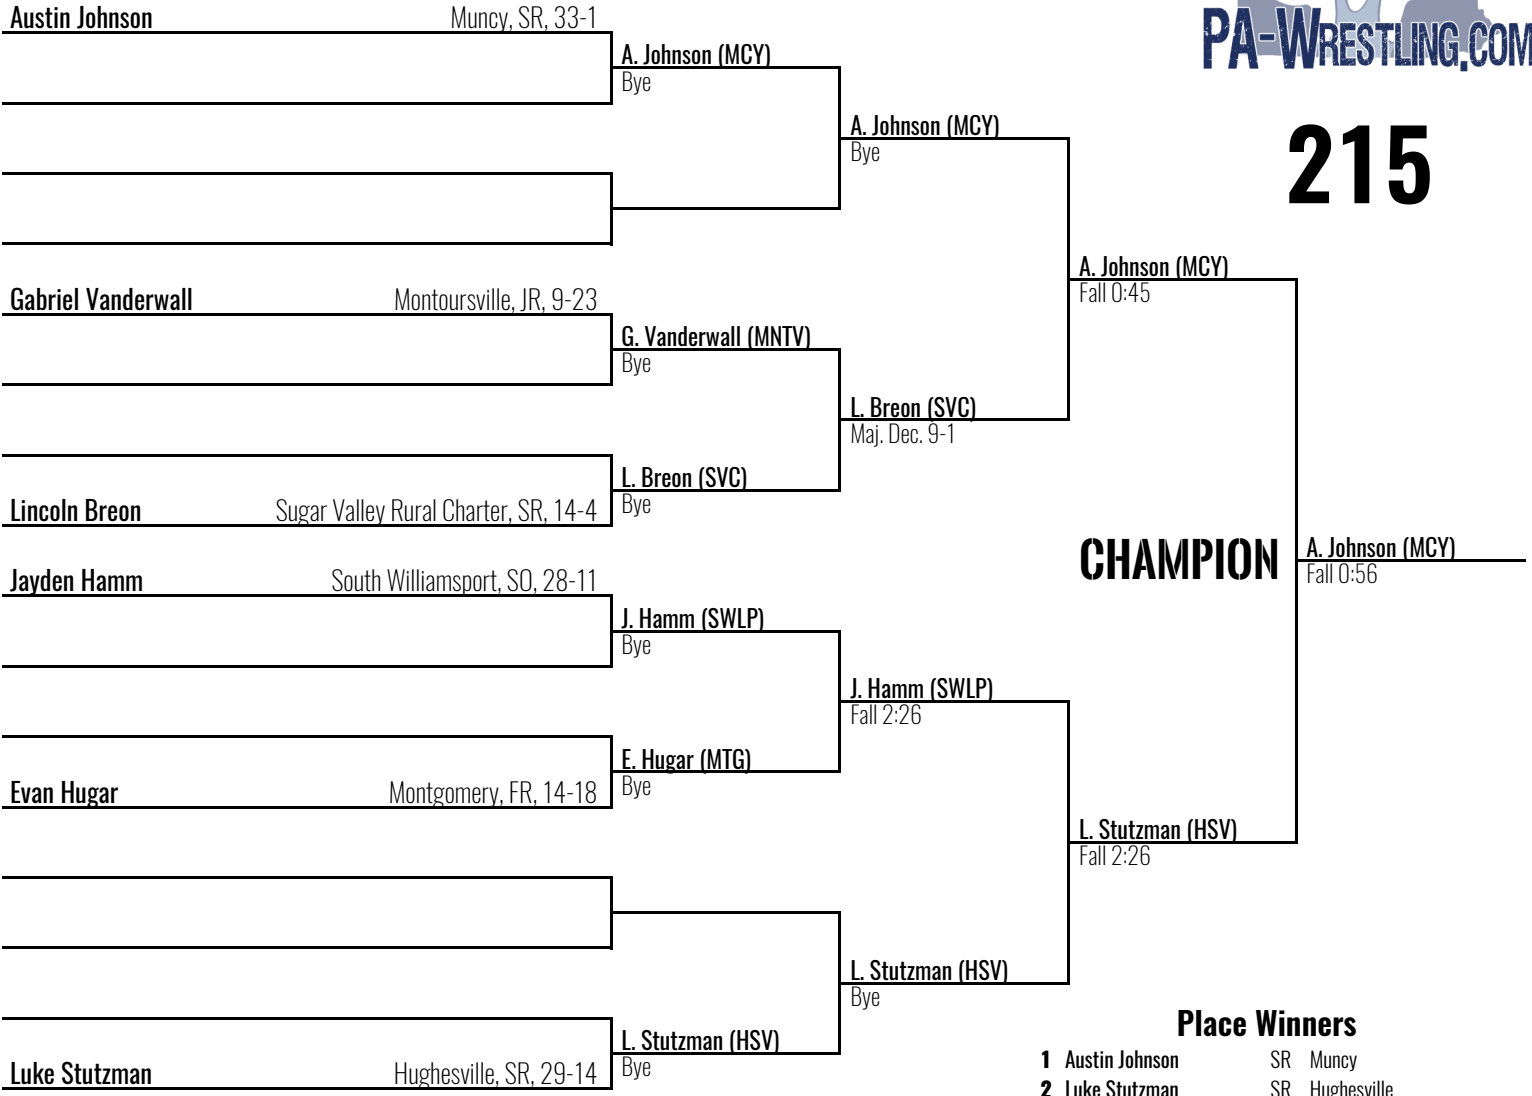 Austin Johnson Muncy, SR, 33-1
PA-WRESTLING.COM
A. Johnson (MCY)
Bye
A. Johnson (MCY)
Bye
215
A. Johnson (MCY)
Fall 0:45
Gabriel Vanderwall Montoursville, JR, 9-23
G. Vanderwall (MNTV)
Bye
L. Breon (SVC)
Maj. Dec. 9-1
L. Breon (SVC)
Bye
Lincoln Breon Sugar Valley Rural Charter, SR, 14-4
CHAMPION
A. Johnson (MCY)
Fall 0:56
Jayden Hamm South Williamsport, SO, 28-11
J. Hamm (SWLP)
Bye
J. Hamm (SWLP)
Fall 2:26
E. Hugar (MTG)
Bye
Evan Hugar Montgomery, FR, 14-18
L. Stutzman (HSV)
Fall 2:26
L. Stutzman (HSV)
Bye
L. Stutzman (HSV)
Bye
Luke Stutzman Hughesville, SR, 29-14
Place Winners
1 Austin Johnson SR Muncy
2 Luke Stutzman SR Hughesville